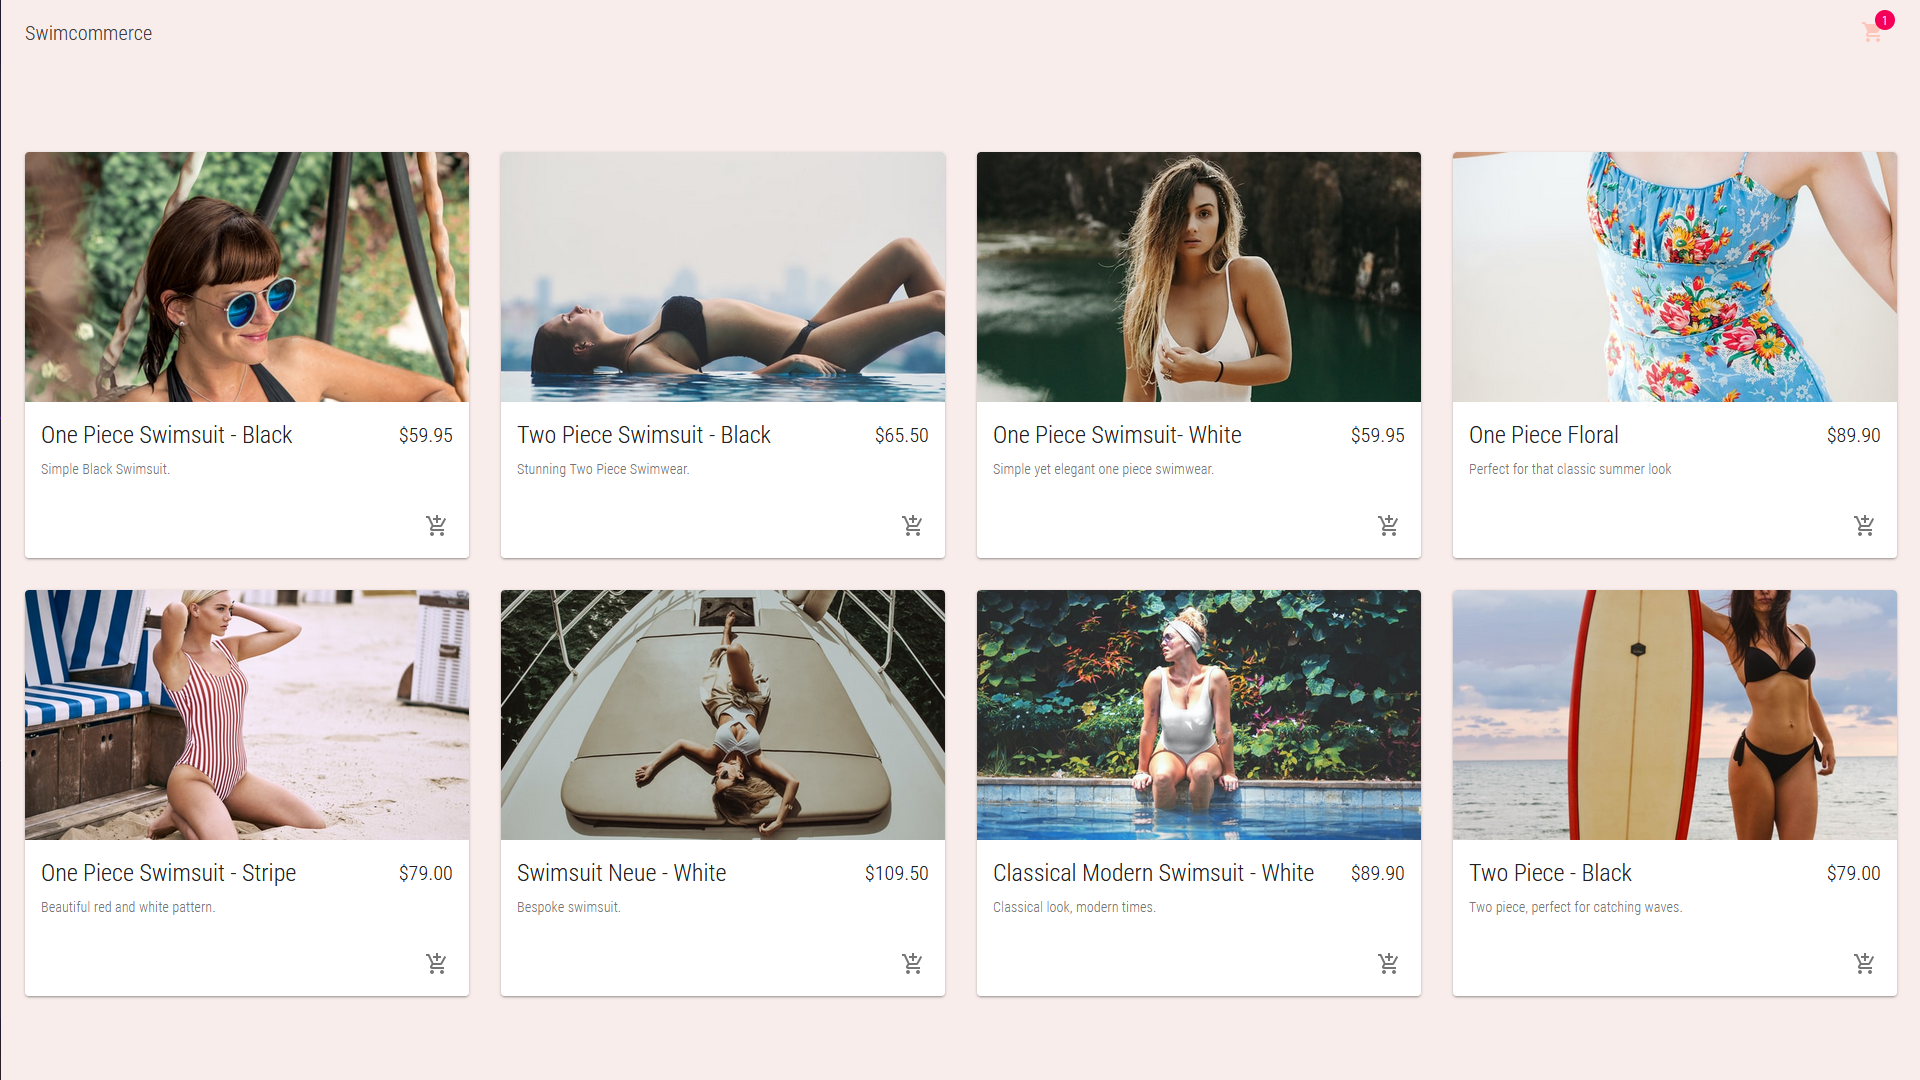 Swimcommerce
1
One Piece Swimsuit - Black $59.95
Simple Black Swimsuit.
Two Piece Swimsuit - Black $65.50
Stunning Two Piece Swimwear.
One Piece Swimsuit- White $59.95
Simple yet elegant one piece swimwear.
One Piece Floral $89.90
Perfect for that classic summer look
One Piece Swimsuit - Stripe $79.00
Beautiful red and white pattern.
Swimsuit Neue - White $109.50
Bespoke swimsuit.
Classical Modern Swimsuit - White $89.90
Classical look, modern times.
Two Piece - Black $79.00
Two piece, perfect for catching waves.